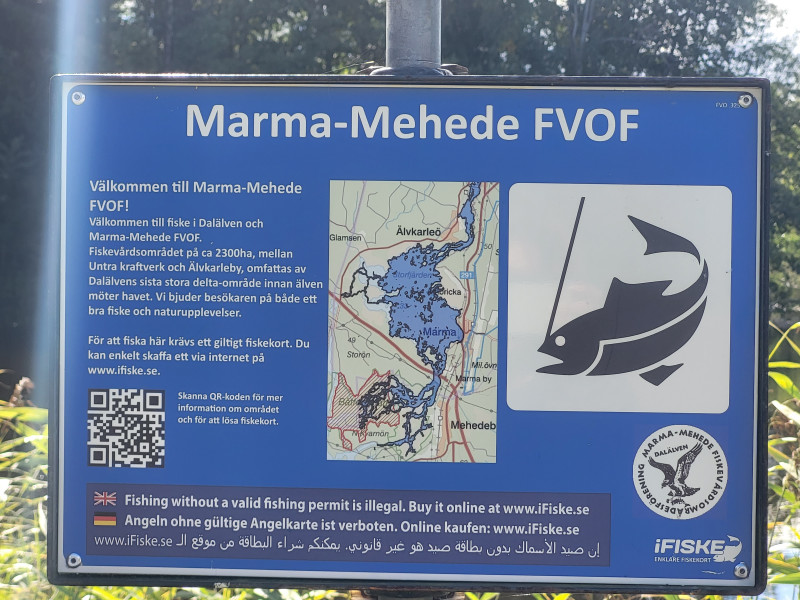 FVO 325
Marma-Mehede FVOF
Välkommen till Marma-Mehede
FVOF!
Välkommen till fiske i Dalälven och
Marma-Mehede FVOF.
Fiskevårdsområdet på ca 2300ha, mellan
Untra kraftverk och Älvkarleby, omfattas av
Dalälvens sista stora delta-område innan älven
möter havet. Vi bjuder besökaren på både ett
bra fiske och naturupplevelser.
För att fiska här krävs ett giltigt fiskekort. Du
kan enkelt skaffa ett via internet på
www.ifiske.se.
Skanna QR-koden för mer
information om området
och för att lösa fiskekort.
Älvkarleö
Glamsen
50
Storfjärden
291
Marma
49
Storön
Mil.övn
Marma by
Mehedeb
MARMA-MEHEDE FISKEVÅRDSOMRÅDESFÖRENING
DALÄLVEN
Fishing without a valid fishing permit is illegal. Buy it online at www.iFiske.se
Angeln ohne gültige Angelkarte ist verboten. Online kaufen: www.iFiske.se
إن صيد الأسماك بدون بطاقة صيد هو غير قانوني. يمكنكم شراء البطاقة من موقع الـ www.iFiske.se
iFISKE
ENKLARE FISKEKORT